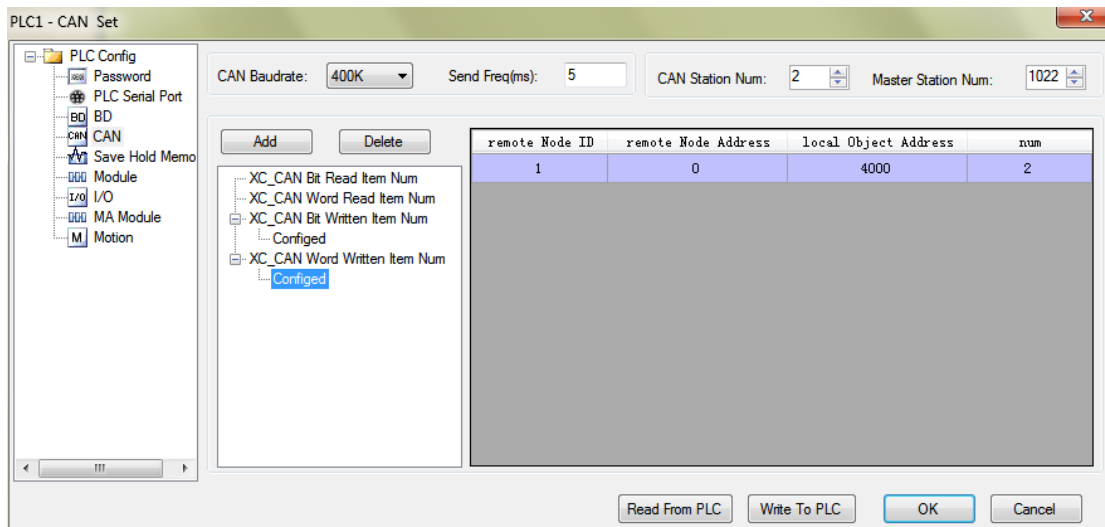 PLC1 - CAN Set
PLC Config
Password
PLC Serial Port
BD BD
CAN CAN
Save Hold Memo
Module
I/O I/O
MA Module
M Motion
CAN Baudrate: 400K Send Freq(ms): 5 CAN Station Num: 2 Master Station Num: 1022
Add Delete
XC_CAN Bit Read Item Num
XC_CAN Word Read Item Num
XC_CAN Bit Written Item Num
Configed
XC_CAN Word Written Item Num
Configed
remote Node ID remote Node Address local Object Address num
1 0 4000 2
Read From PLC Write To PLC OK Cancel